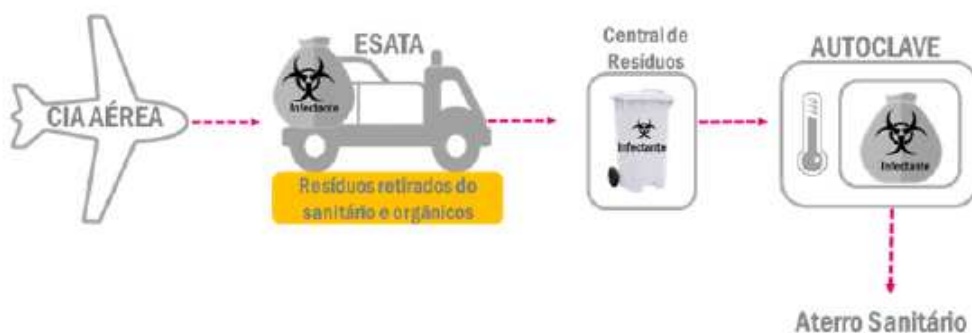 CIA AÉREA
ESATA
Infectante
Resíduos retirados do
sanitário e orgânicos
Central de
Resíduos
Infectante
AUTOCLAVE
Infectante
Aterro Sanitário